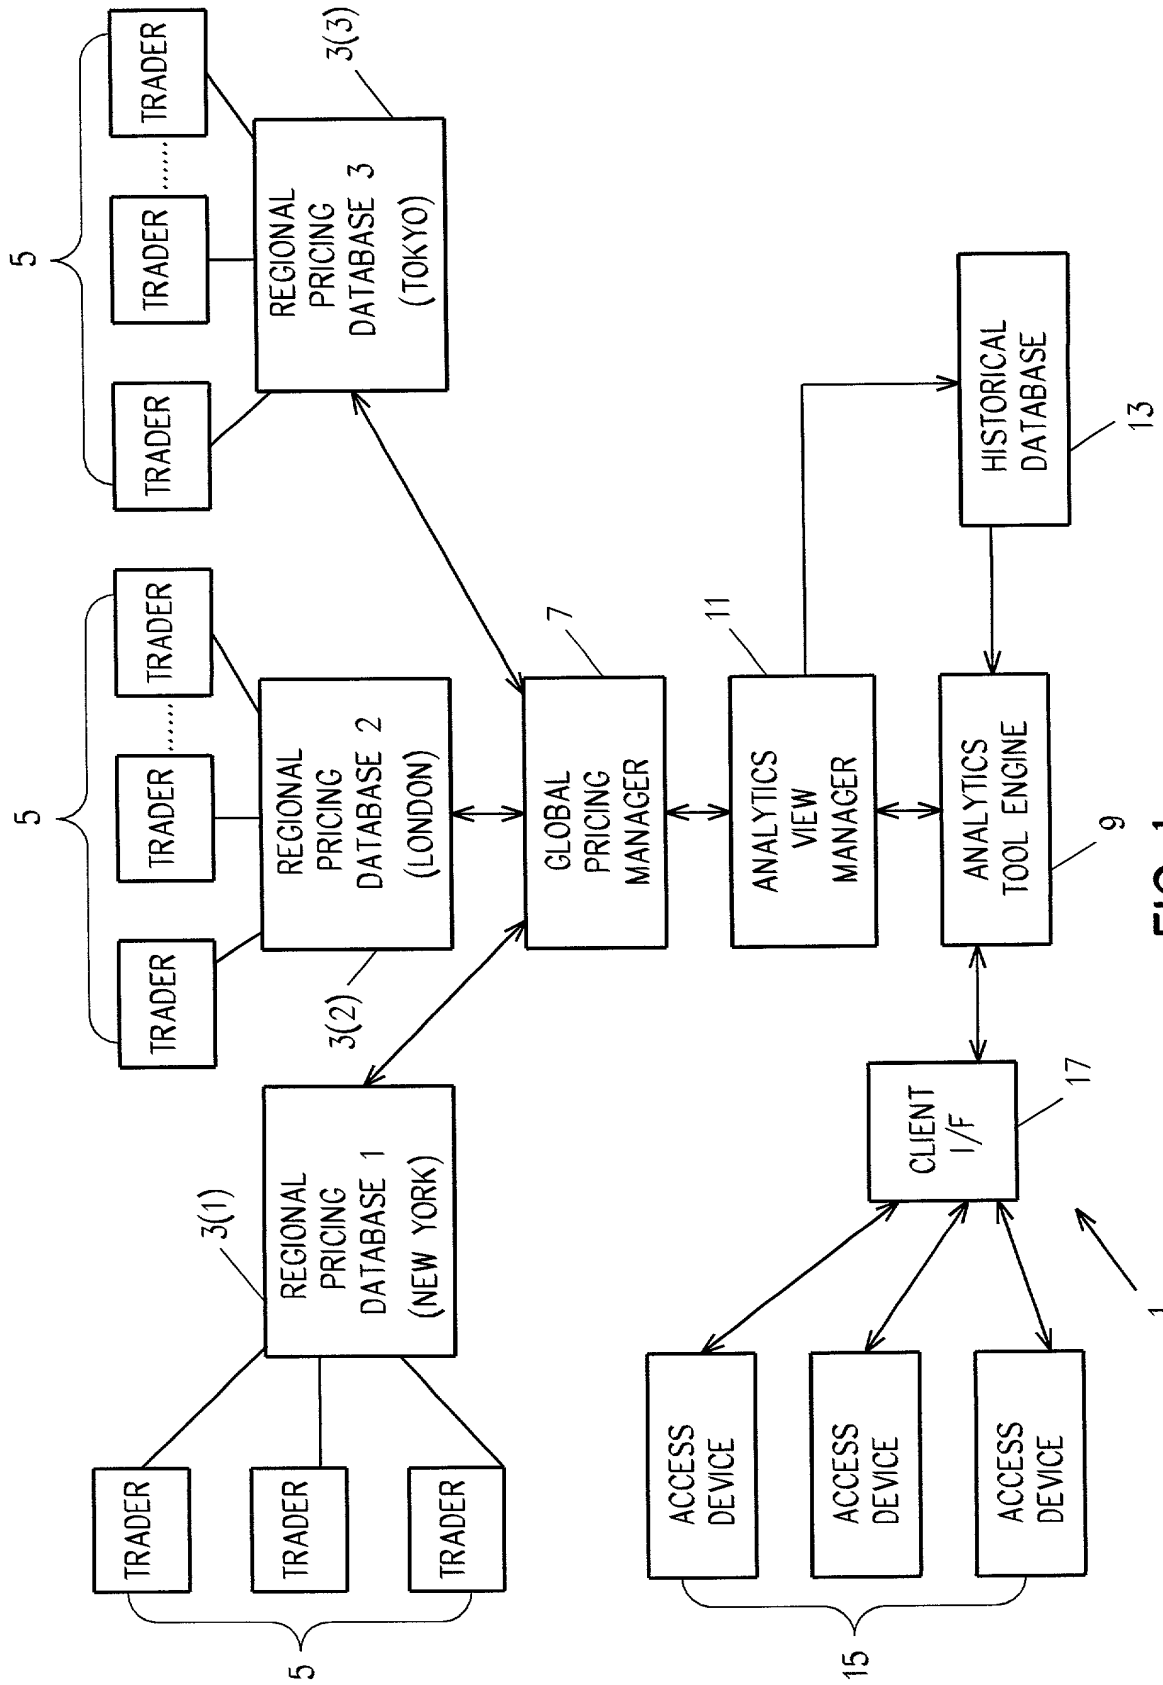 5
TRADER
TRADER
TRADER
3(1)
REGIONAL
PRICING
DATABASE 1
(NEW YORK)
5
TRADER
TRADER
......
TRADER
3(2)
REGIONAL
PRICING
DATABASE 2
(LONDON)
5
TRADER
TRADER
......
TRADER
3(3)
REGIONAL
PRICING
DATABASE 3
(TOKYO)
7
GLOBAL
PRICING
MANAGER
11
ANALYTICS
VIEW
MANAGER
HISTORICAL
DATABASE
13
ANALYTICS
TOOL ENGINE
9
CLIENT
I/F
17
15
ACCESS
DEVICE
ACCESS
DEVICE
ACCESS
DEVICE
1
FIG. 1